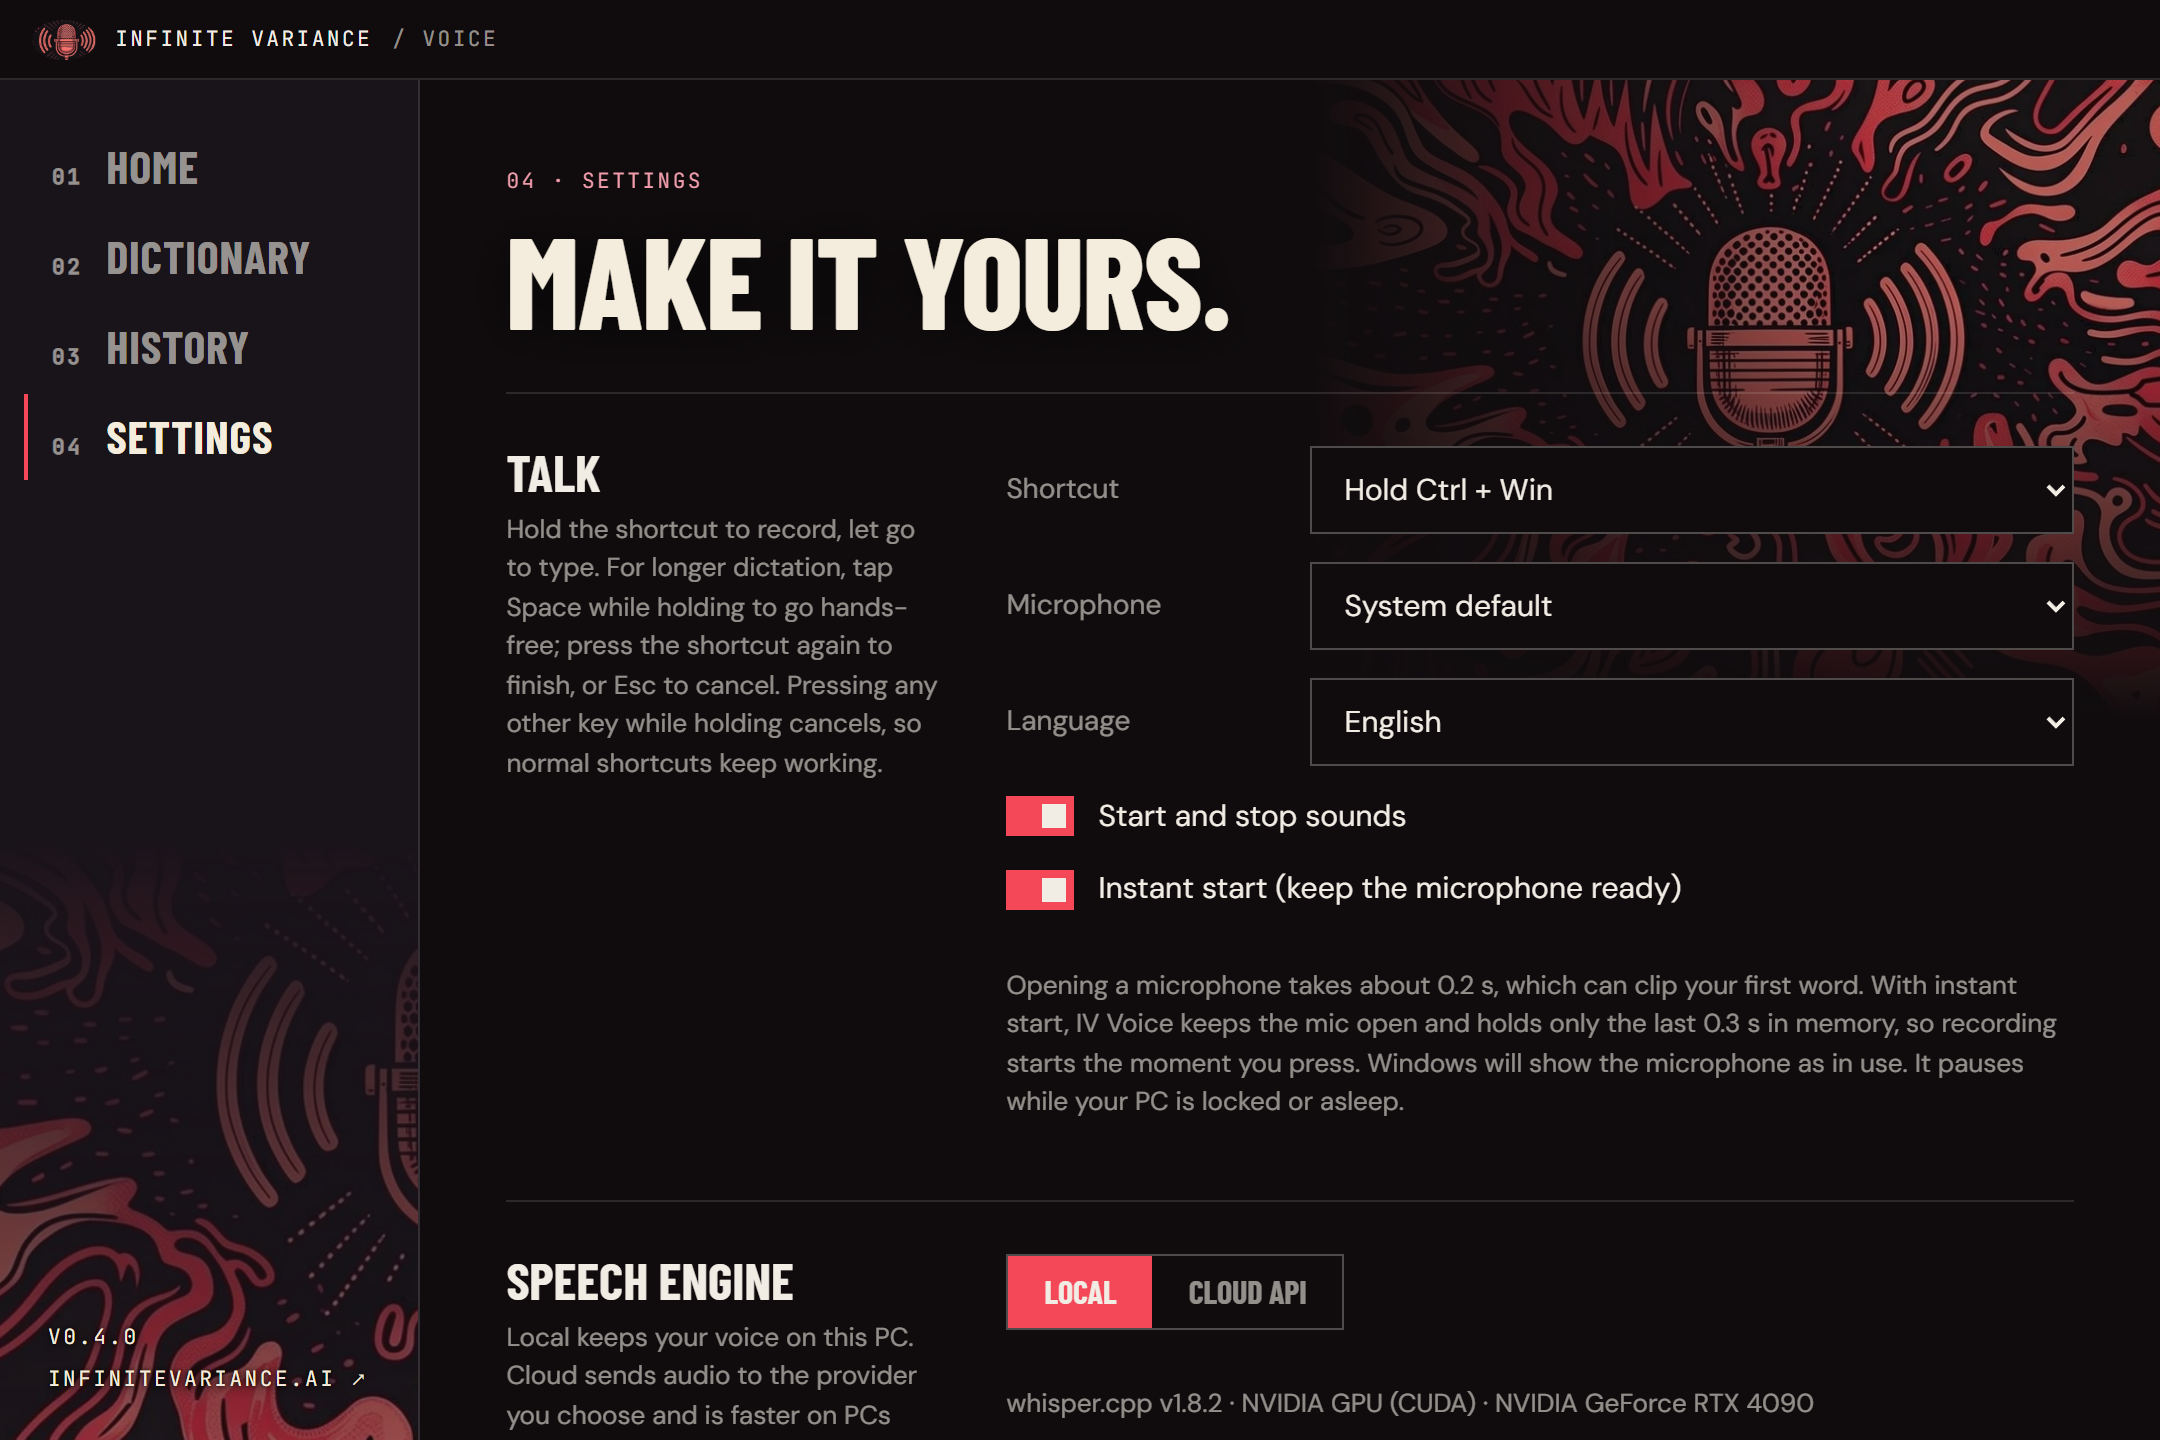 INFINITE VARIANCE / VOICE
01 HOME
02 DICTIONARY
03 HISTORY
04 SETTINGS
V0.4.0
INFINITEVARIANCE.AI ↗
04 · SETTINGS
MAKE IT YOURS.
TALK
Hold the shortcut to record, let go
to type. For longer dictation, tap
Space while holding to go hands-
free; press the shortcut again to
finish, or Esc to cancel. Pressing any
other key while holding cancels, so
normal shortcuts keep working.
Shortcut
Hold Ctrl + Win
Microphone
System default
Language
English
Start and stop sounds
Instant start (keep the microphone ready)
Opening a microphone takes about 0.2 s, which can clip your first word. With instant
start, IV Voice keeps the mic open and holds only the last 0.3 s in memory, so recording
starts the moment you press. Windows will show the microphone as in use. It pauses
while your PC is locked or asleep.
SPEECH ENGINE
Local keeps your voice on this PC.
Cloud sends audio to the provider
you choose and is faster on PCs
LOCAL
CLOUD API
whisper.cpp v1.8.2 · NVIDIA GPU (CUDA) · NVIDIA GeForce RTX 4090